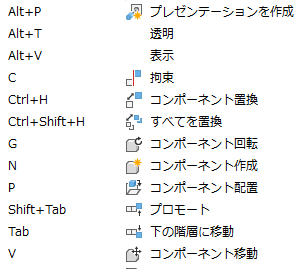 Alt+P プレゼンテーションを作成
Alt+T 透明
Alt+V 表示
C 拘束
Ctrl+H コンポーネント置換
Ctrl+Shift+H すべてを置換
G コンポーネント回転
N コンポーネント作成
P コンポーネント配置
Shift+Tab プロモート
Tab 下の階層に移動
V コンポーネント移動